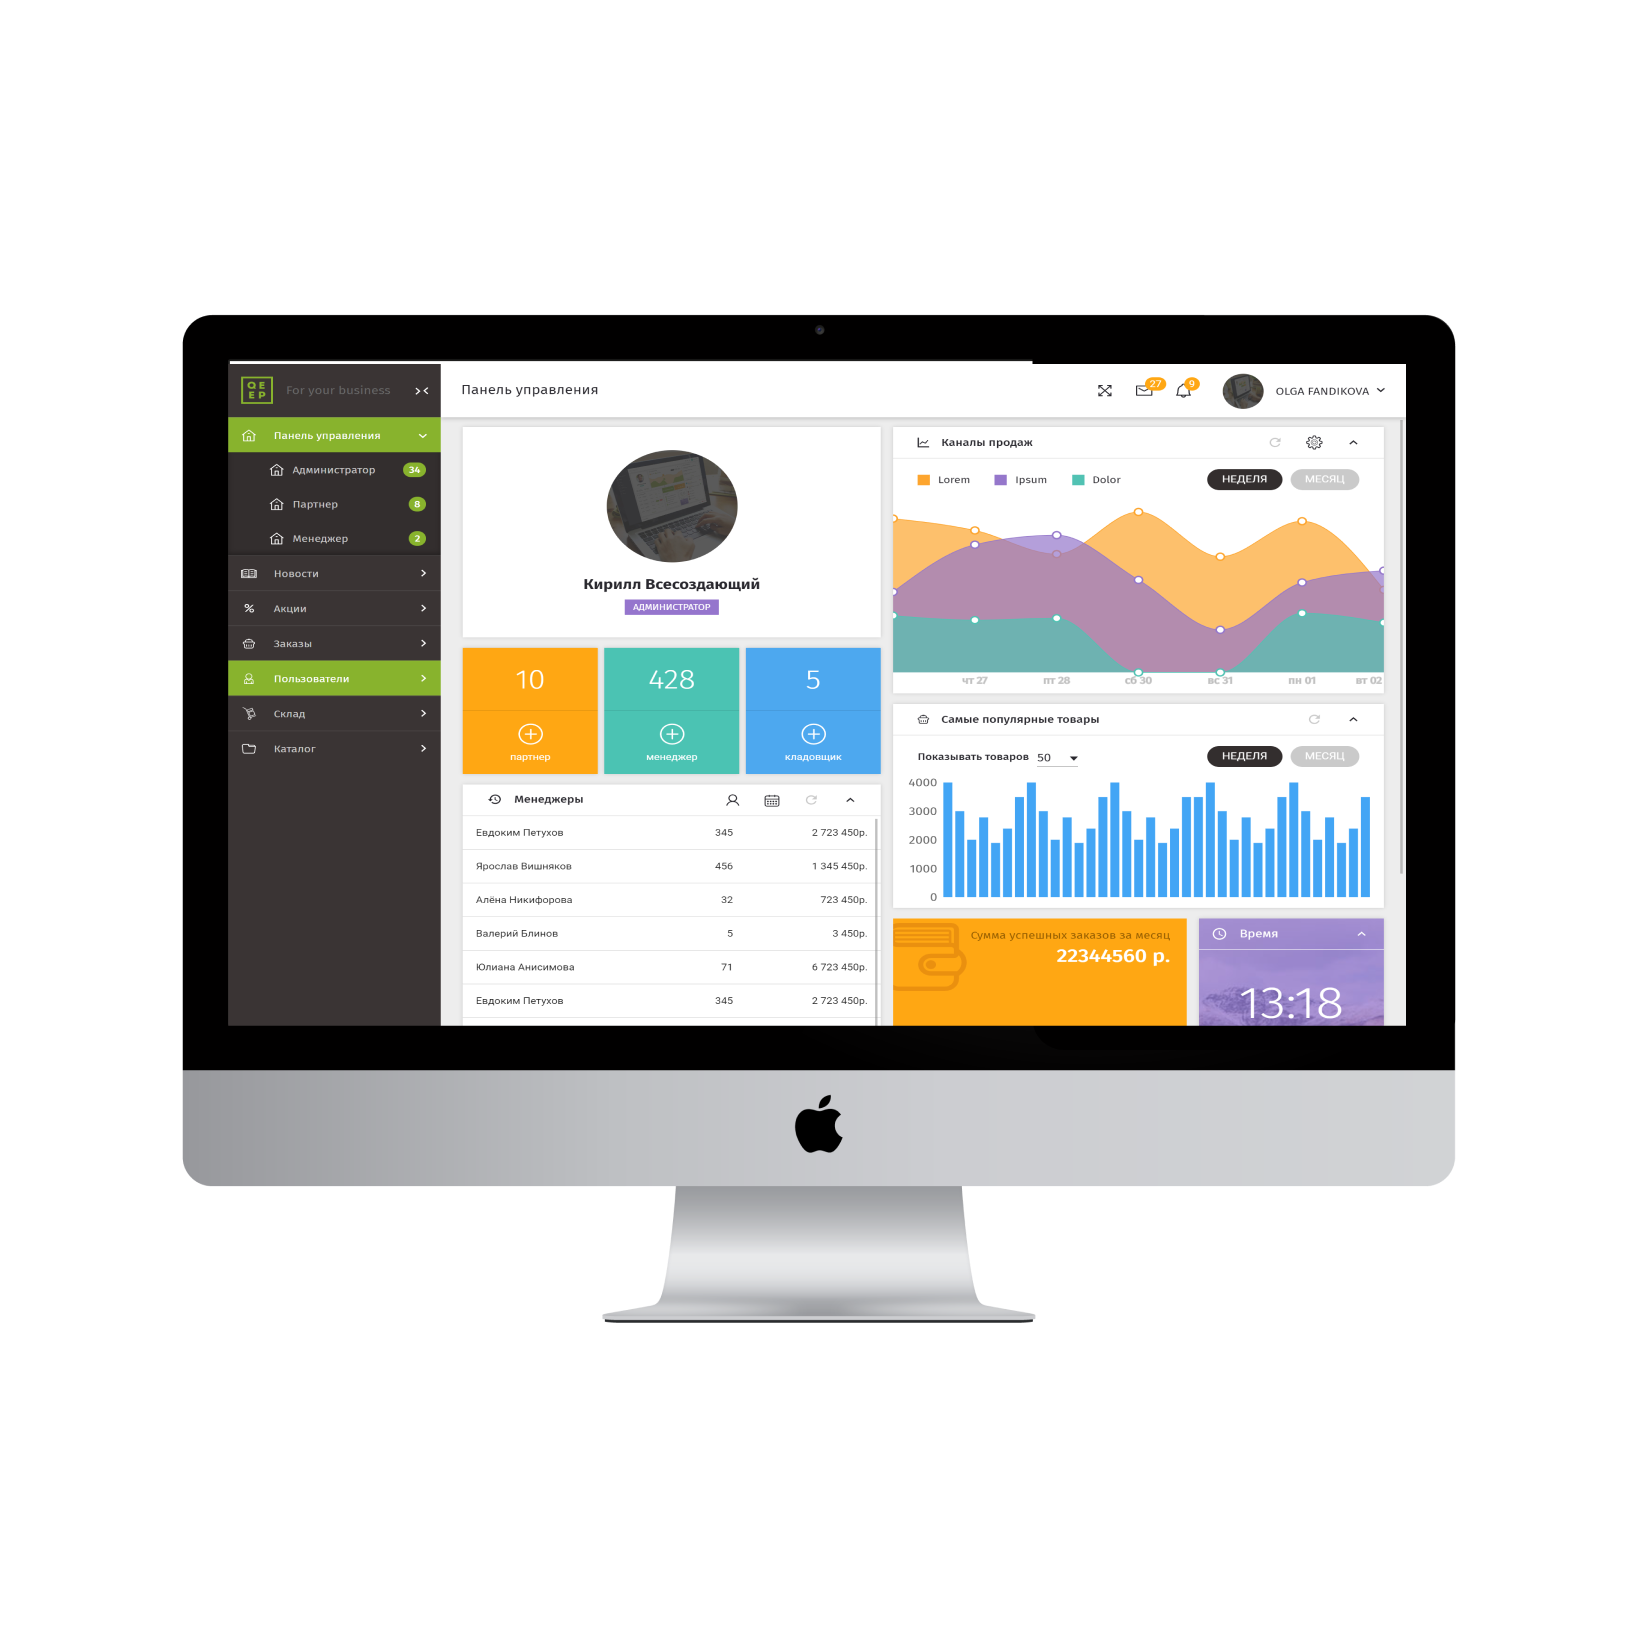 OE
EP
For your business
Панель управления
27
9
OLGA FANDIKOVA
Панель управления
Администратор 34
Партнер 8
Менеджер 2
Новости
Акции
Заказы
Пользователи
Склад
Каталог
Кирилл Всесоздающий
АДМИНИСТРАТОР
10
партнер
428
менеджер
5
кладовщик
Менеджеры
Евдоким Петухов 345 2 723 450р.
Ярослав Вишняков 456 1 345 450р.
Алёна Никифорова 32 723 450р.
Валерий Блинов 5 3 450р.
Юлиана Анисимова 71 6 723 450р.
Евдоким Петухов 345 2 723 450р.
Каналы продаж
Lorem Ipsum Dolor НЕДЕЛЯ МЕСЯЦ
чт 27 пт 28 сб 30 вс 31 пн 01 вт 02
Самые популярные товары
Показывать товаров 50 НЕДЕЛЯ МЕСЯЦ
4000
3000
2000
1000
0
Сумма успешных заказов за месяц
22344560 р.
Время
13:18